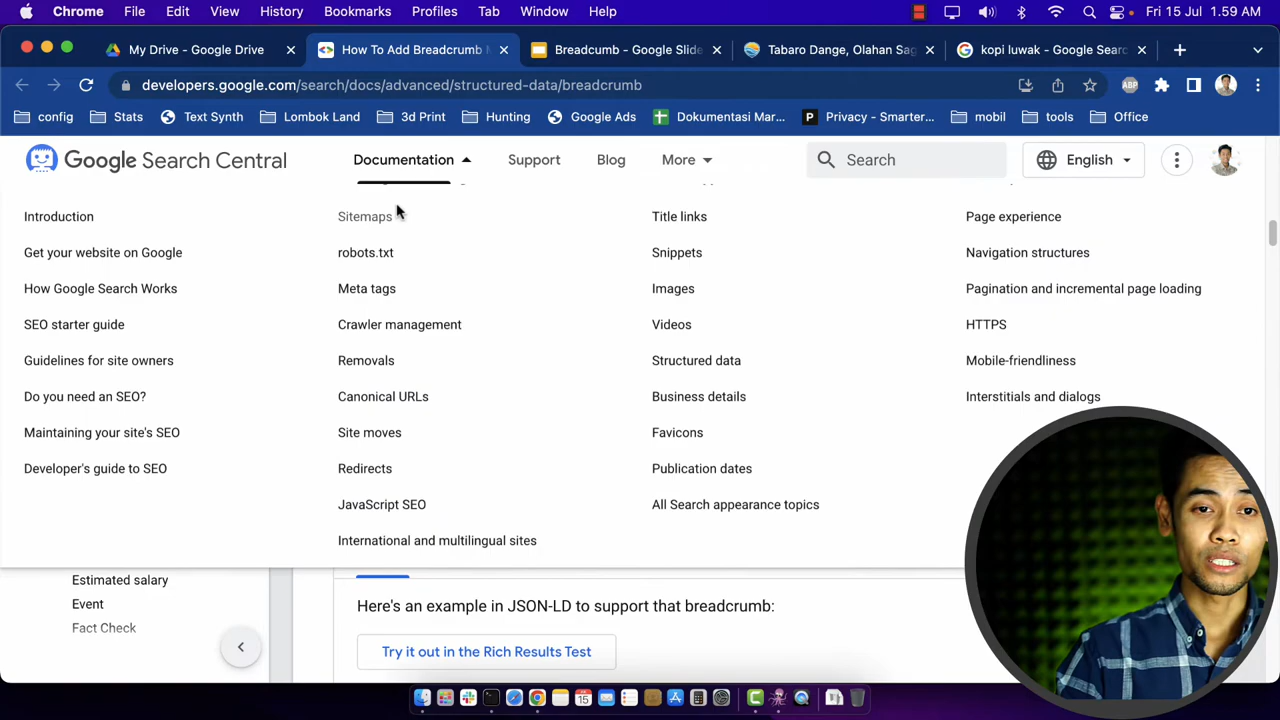 Chrome File Edit View History Bookmarks Profiles Tab Window Help Fri 15 Jul 1.59 AM
My Drive - Google Drive How To Add Breadcrumb Breadcumb - Google Slide Tabaro Dange, Olahan Sag kopi luwak - Google Sear
developers.google.com/search/docs/advanced/structured-data/breadcrumb ABP
config Stats Text Synth Lombok Land 3d Print Hunting Google Ads Dokumentasi Mar... Privacy - Smarter... mobil tools Office
Google Search Central Documentation Support Blog More Search English
Introduction Sitemaps Title links Page experience
Get your website on Google robots.txt Snippets Navigation structures
How Google Search Works Meta tags Images Pagination and incremental page loading
SEO starter guide Crawler management Videos HTTPS
Guidelines for site owners Removals Structured data Mobile-friendliness
Do you need an SEO? Canonical URLs Business details Interstitials and dialogs
Maintaining your site's SEO Site moves Favicons
Developer's guide to SEO Redirects Publication dates
JavaScript SEO All Search appearance topics
International and multilingual sites
Estimated salary
Event Here's an example in JSON-LD to support that breadcrumb:
Fact Check
Try it out in the Rich Results Test